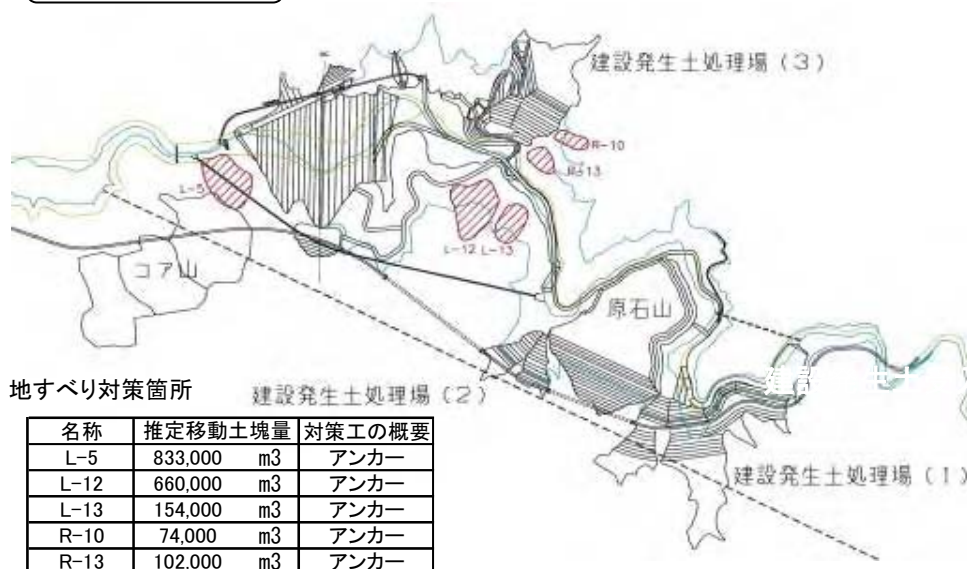 建設発生土処理場(3)
R-10
R-13
L-5
L-12
L-13
コア山
原石山
地すべり対策箇所
建設発生土処理場(2)
建設発生土処理場(1)
名称 推定移動土塊量 対策工の概要
L-5 833,000 m3 アンカー
L-12 660,000 m3 アンカー
L-13 154,000 m3 アンカー
R-10 74,000 m3 アンカー
R-13 102,000 m3 アンカー